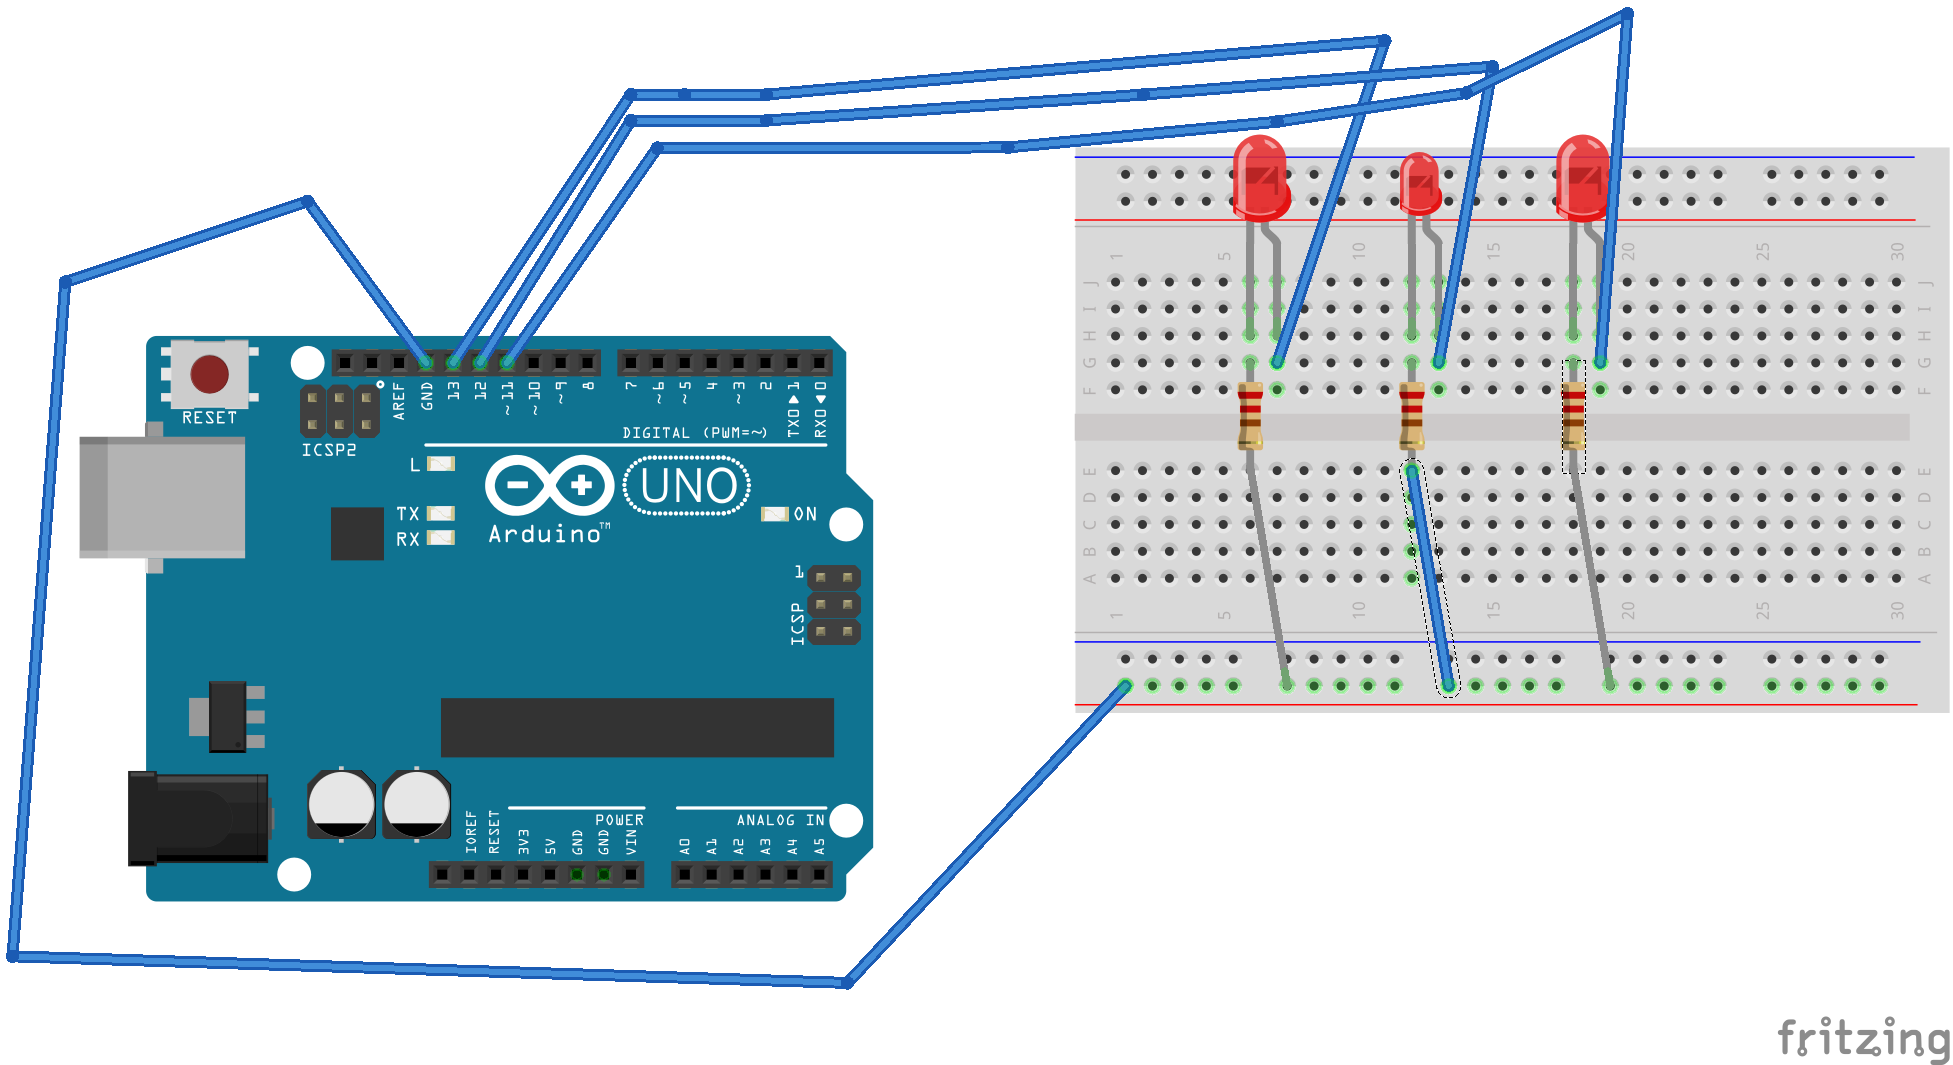 RESET
ICSP2
AREF
GND
13
12
~11
~10
~9
8
7
~6
~5
4
~3
2
TX0▶1
RX0◀0
DIGITAL (PWM=~)
L
TX
RX
UNO
Arduino™
ON
1
ICSP
IOREF
RESET
3V3
5V
GND
GND
VIN
POWER
ANALOG IN
A0
A1
A2
A3
A4
A5
1 5 10 15 20 25 30
J J
I I
H H
G G
F F
E E
D D
C C
B B
A A
1 5 10 15 20 25 30
fritzing